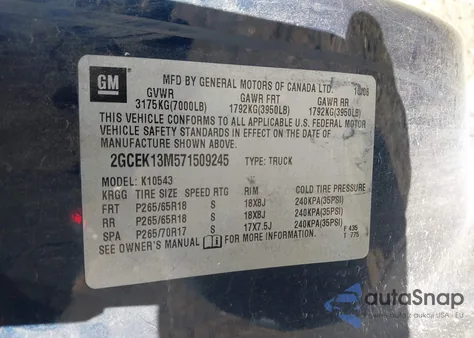 GM
MFD BY GENERAL MOTORS OF CANADA LTD. 10/06
GVWR GAWR FRT GAWR RR
3175KG(7000LB) 1792KG(3950LB) 1792KG(3950LB)
THIS VEHICLE CONFORMS TO ALL APPLICABLE U.S. FEDERAL MOTOR
VEHICLE SAFETY STANDARDS IN EFFECT ON THE DATE OF
MANUFACTURE SHOWN ABOVE.
2GCEK13M571509245 TYPE: TRUCK
MODEL: K10543
KRGG TIRE SIZE SPEED RTG RIM COLD TIRE PRESSURE
FRT P265/65R18 S 18X8J 240KPA(35PSI)
RR P265/65R18 S 18X8J 240KPA(35PSI)
SPA P265/70R17 S 17X7.5J 240KPA(35PSI)
SEE OWNER'S MANUAL FOR MORE INFORMATION. F 435
T 775
autoSnap